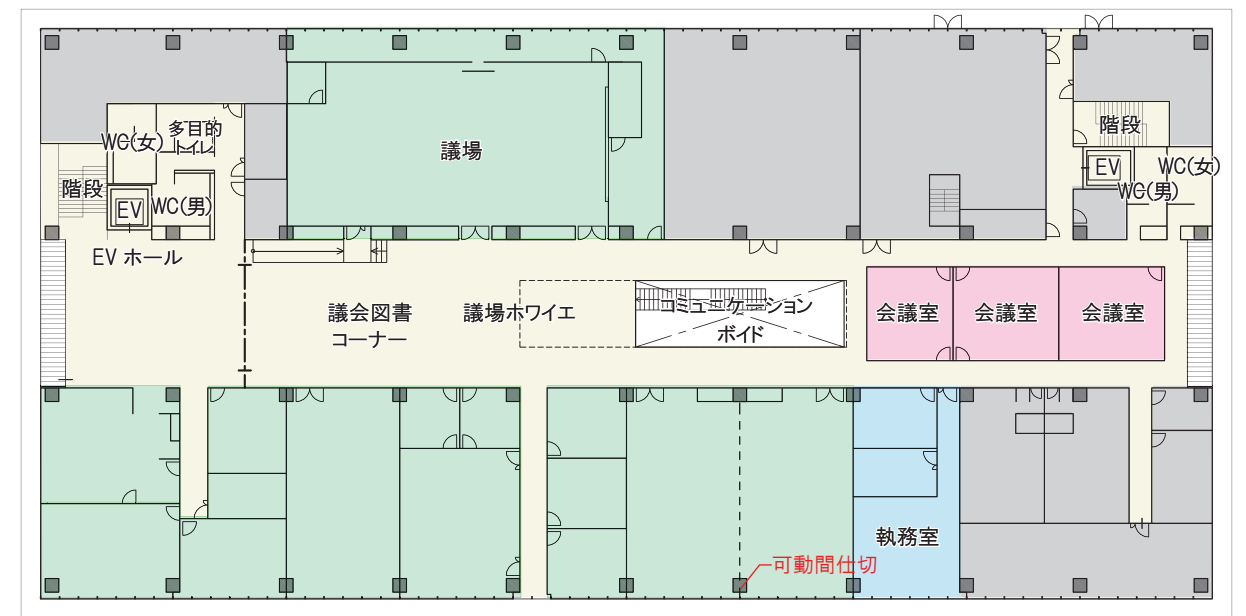 WC(女)
多目的
トイレ
階段
EV
WC(男)
EV ホール
議場
階段
EV
WC(女)
WC(男)
議会図書
コーナー
議場ホワイエ
コミュニケーション
ボイド
会議室
会議室
会議室
執務室
可動間仕切